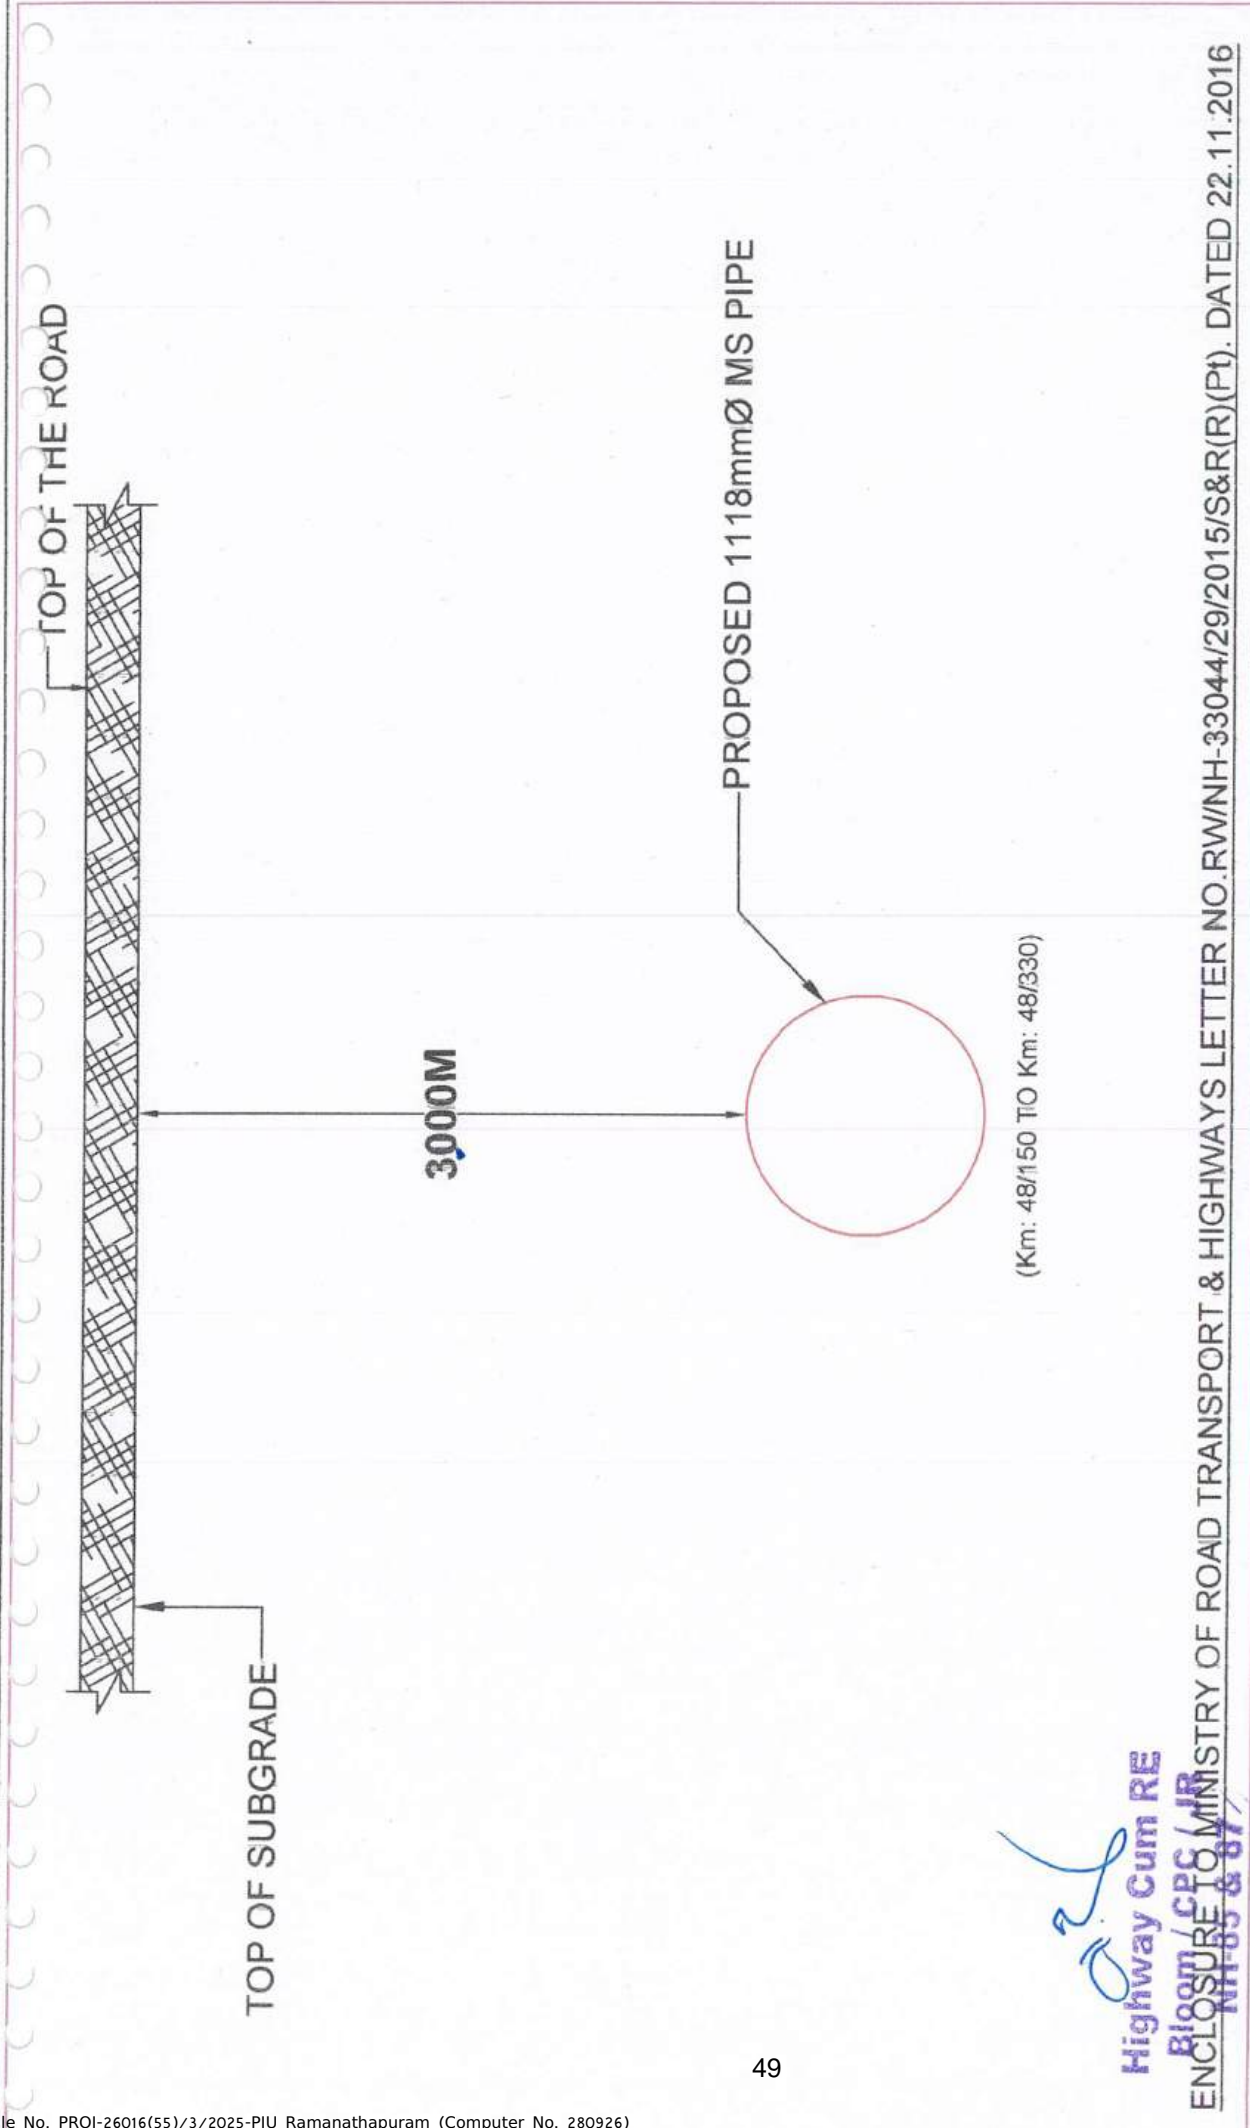 TOP OF THE ROAD
TOP OF SUBGRADE
3000M
PROPOSED 1118mmØ MS PIPE
(Km: 48/150 TO Km: 48/330)
Highway Cum RE
Bloom / CPC / JR
NH-85 & 87/
ENCLOSURE TO MINISTRY OF ROAD TRANSPORT & HIGHWAYS LETTER NO.RW/NH-33044/29/2015/S&R(R)(Pt). DATED 22.11.2016
49
le No. PROI-26016(55)/3/2025-PIU Ramanathapuram (Computer No. 280926)